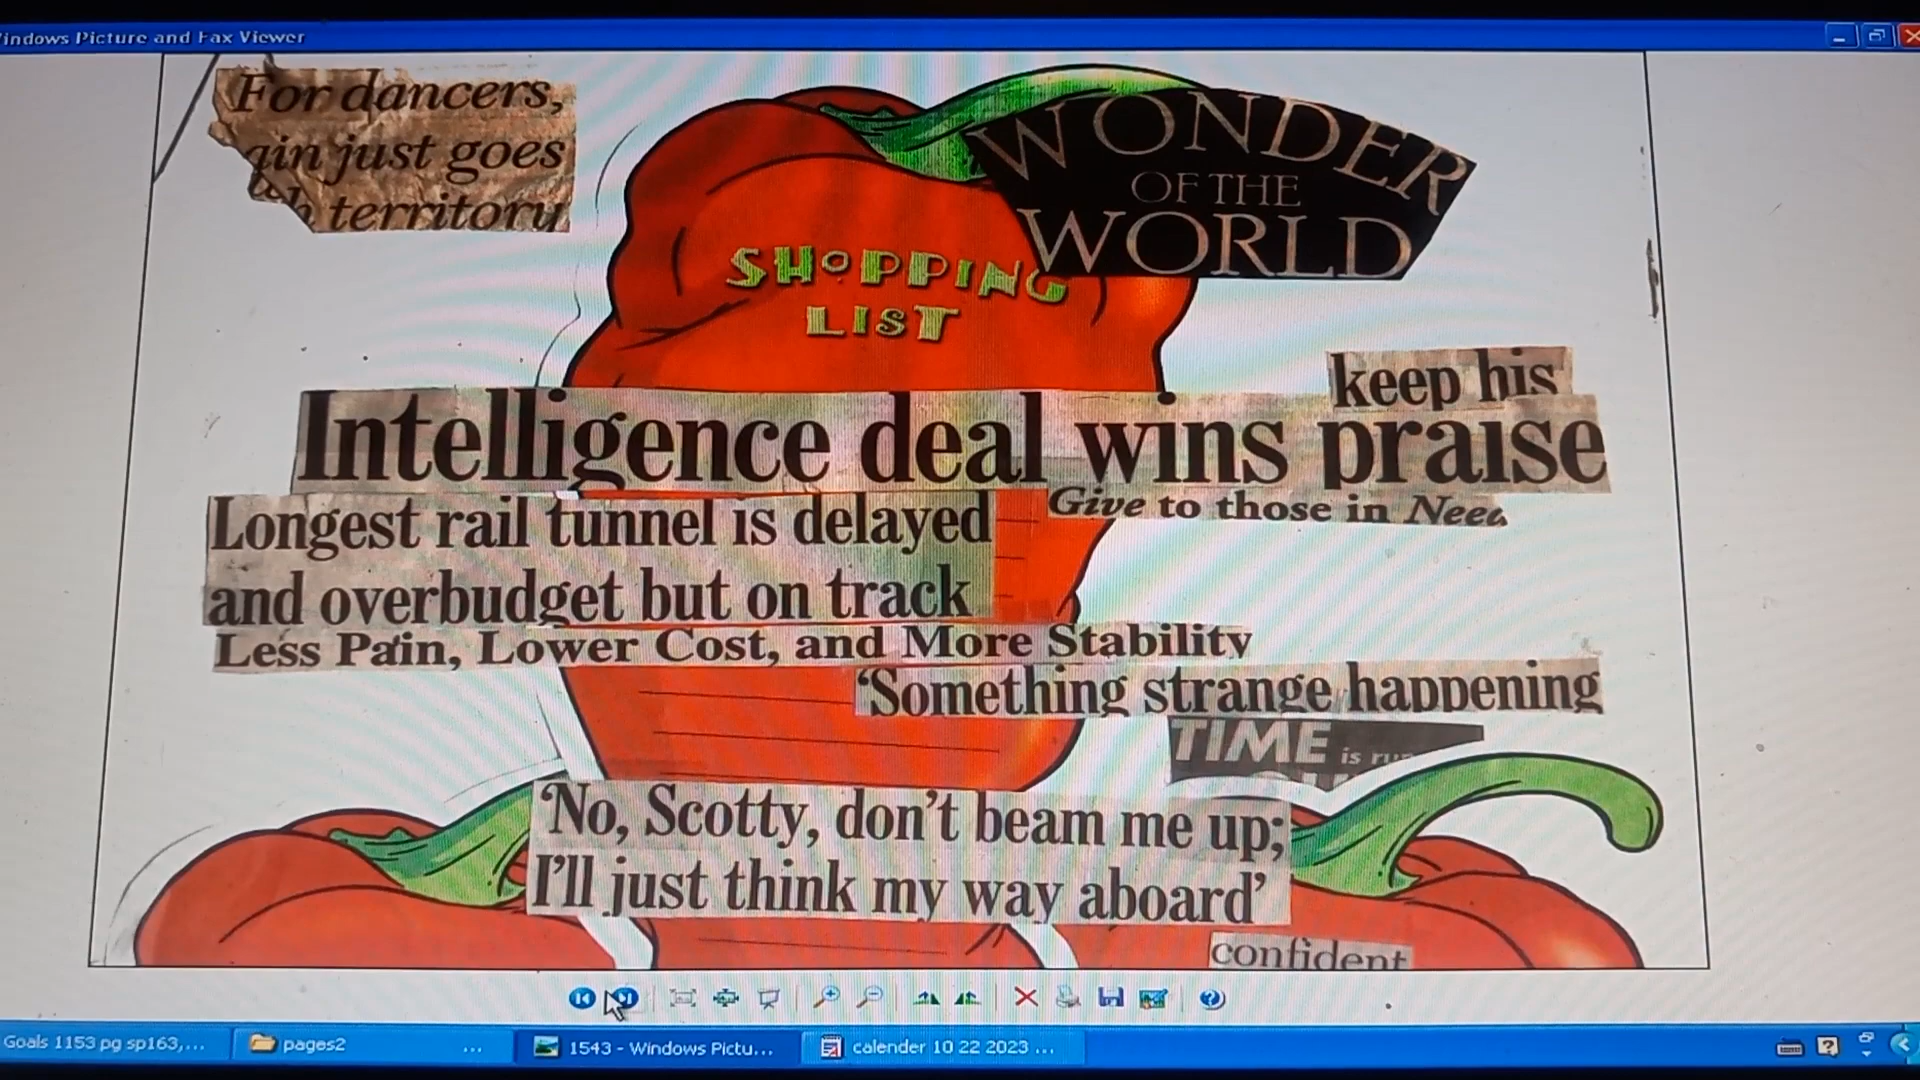 Windows Picture and Fax Viewer
For dancers,
just goes
territory
WONDER
OF THE
WORLD
SHOPPING
LIST
keep his
Intelligence deal wins praise
Give to those in Need
Longest rail tunnel is delayed
and overbudget but on track
Less Pain, Lower Cost, and More Stability
‘Something strange happening
TIME is
‘No, Scotty, don’t beam me up;
I’ll just think my way aboard’
confident
Goals 1153 pg sp163,...
pages2 ...
1543 - Windows Pictu...
calender 10 22 2023 ...